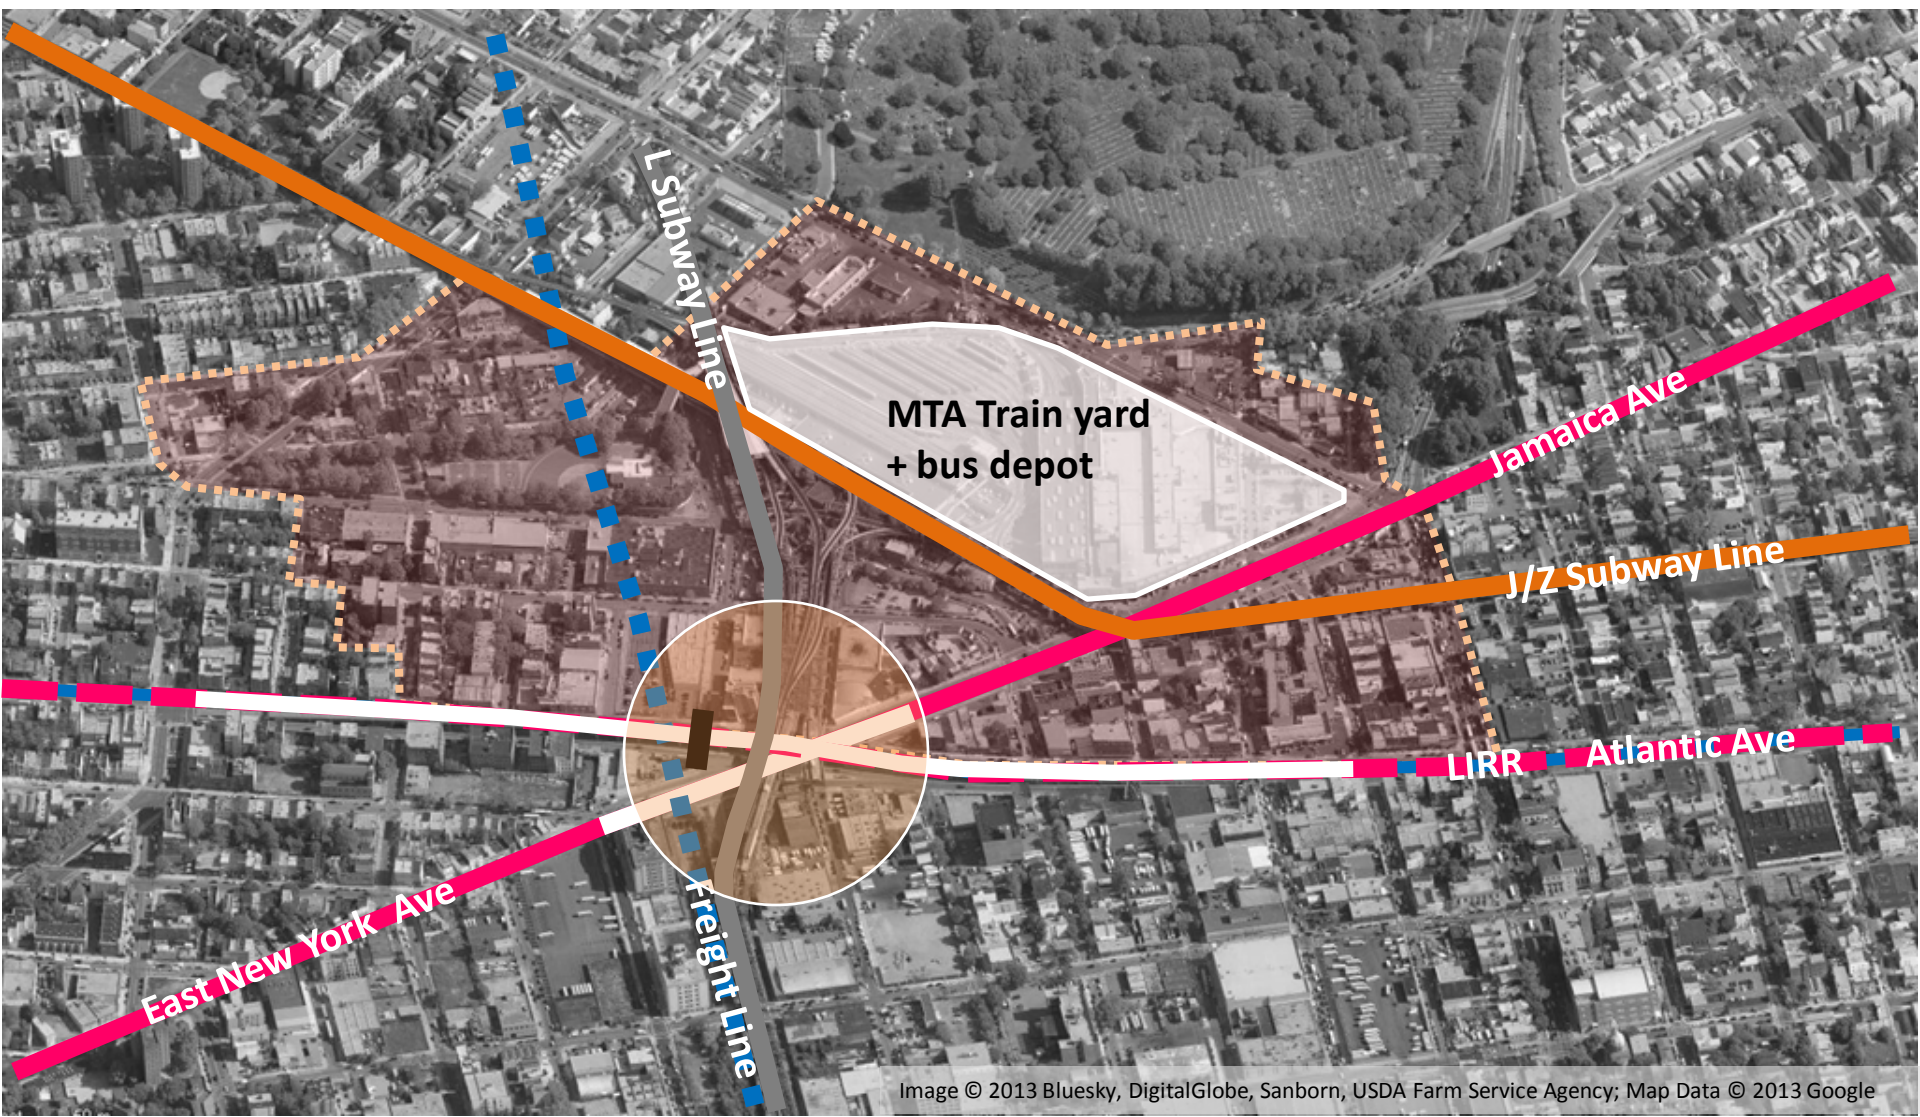 L Subway Line
MTA Train yard
+ bus depot
Jamaica Ave
J/Z Subway Line
LIRR
Atlantic Ave
East New York Ave
Freight Line
Image © 2013 Bluesky, DigitalGlobe, Sanborn, USDA Farm Service Agency; Map Data © 2013 Google